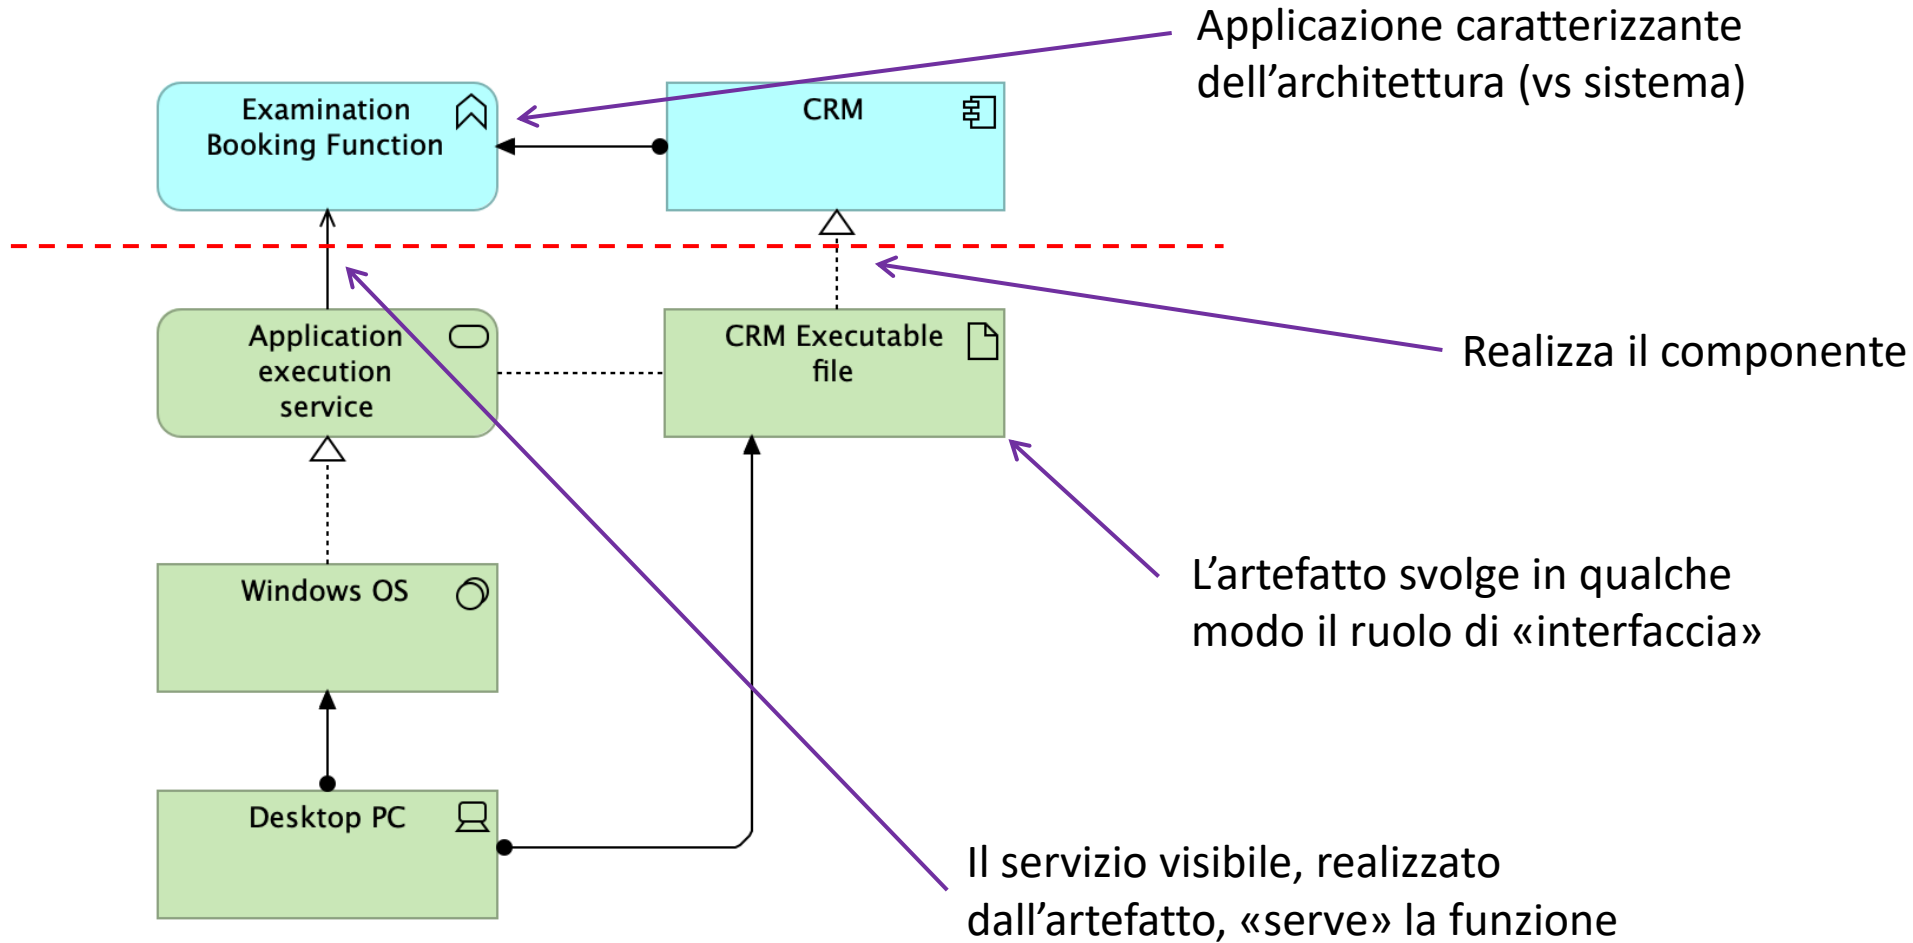 Applicazione caratterizzante
dell’architettura (vs sistema)
Examination
Booking Function
CRM
Application
execution
service
CRM Executable
file
Realizza il componente
Windows OS
L’artefatto svolge in qualche
modo il ruolo di «interfaccia»
Desktop PC
Il servizio visibile, realizzato
dall’artefatto, «serve» la funzione